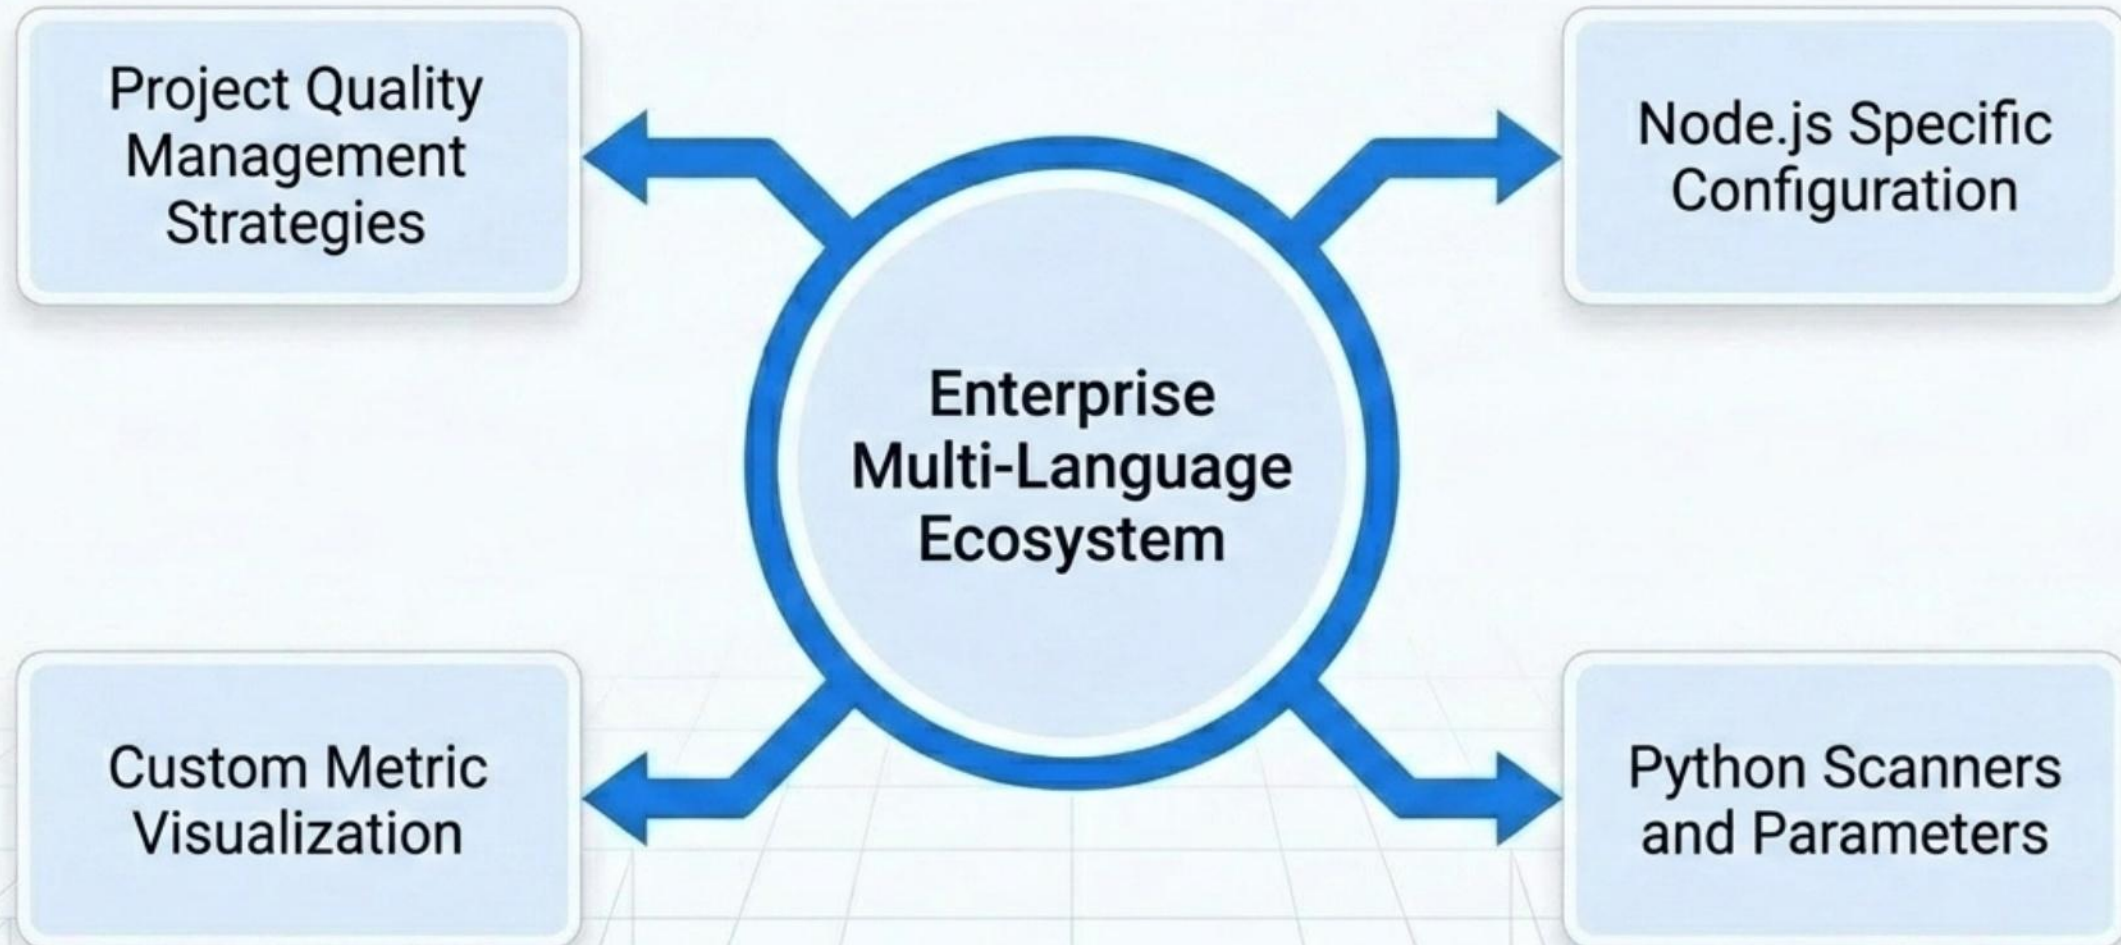 Project Quality
Management
Strategies
Node.js Specific
Configuration
Enterprise
Multi-Language
Ecosystem
Custom Metric
Visualization
Python Scanners
and Parameters